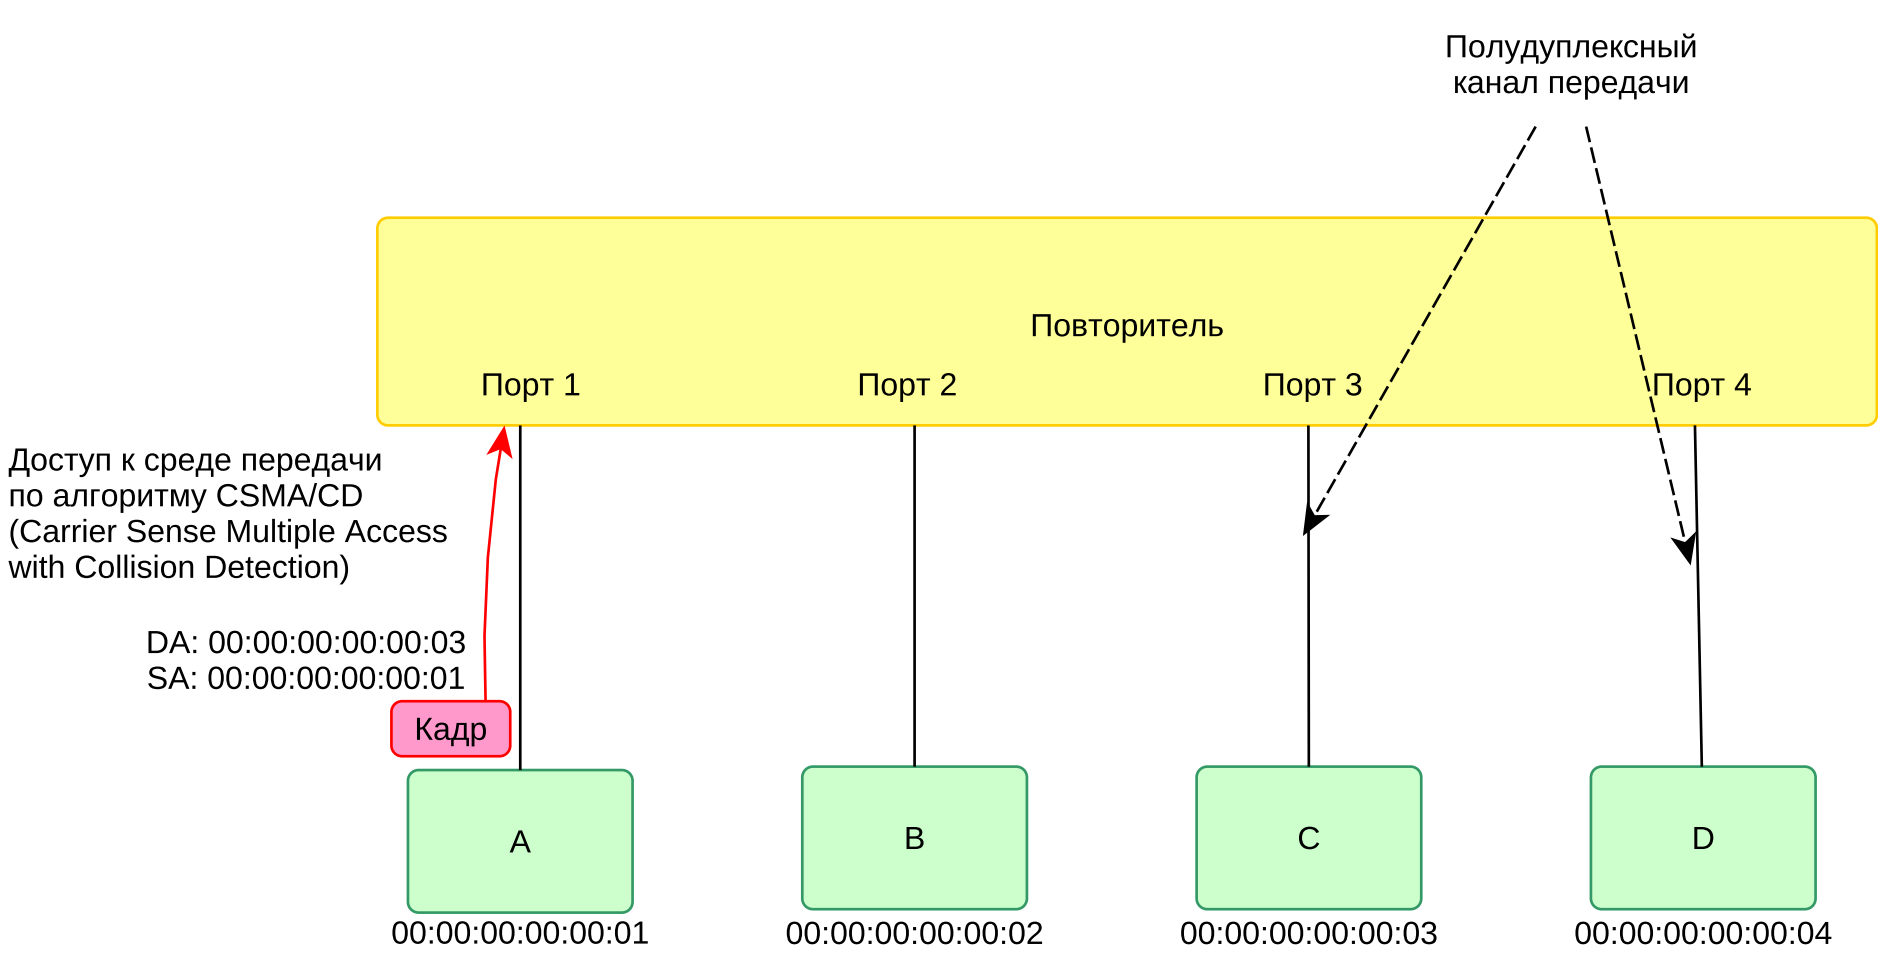 Полудуплексный
канал передачи
Повторитель
Порт 1
Порт 2
Порт 3
Порт 4
Доступ к среде передачи
по алгоритму CSMA/CD
(Carrier Sense Multiple Access
with Collision Detection)
DA: 00:00:00:00:00:03
SA: 00:00:00:00:00:01
Кадр
A
B
C
D
00:00:00:00:00:01
00:00:00:00:00:02
00:00:00:00:00:03
00:00:00:00:00:04